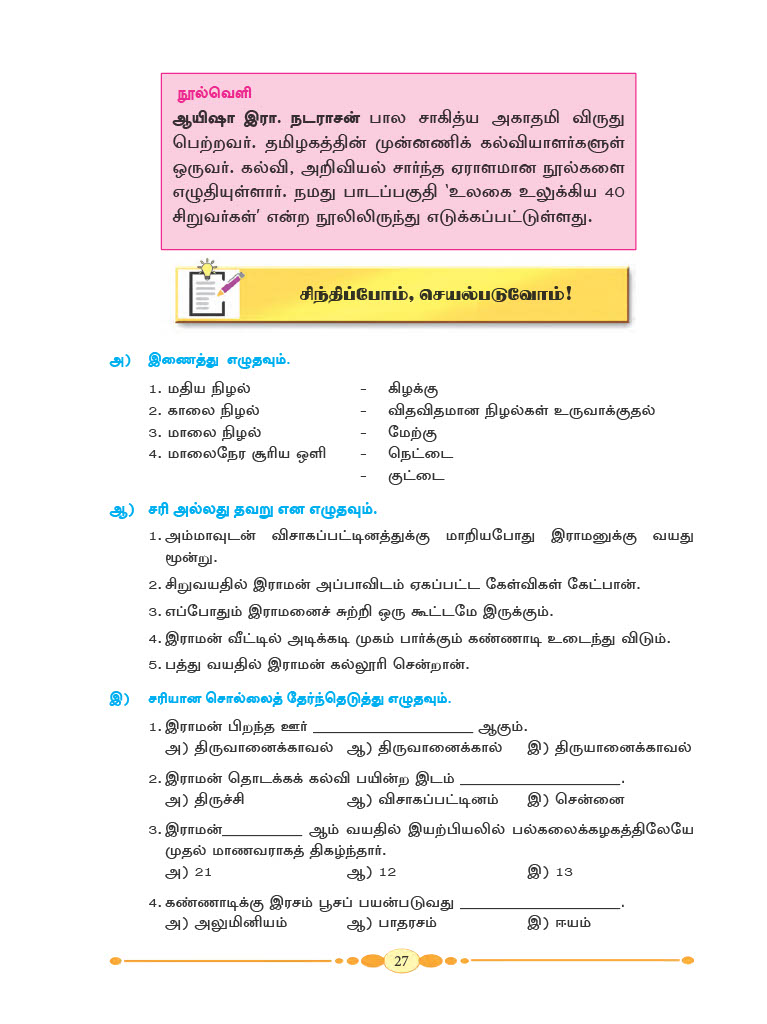 நூல்வெளி
ஆயிஷா இரா. நடராசன் பால சாகித்ய அகாதமி விருது
பெற்றவர். தமிழகத்தின் முன்னணிக் கல்வியாளர்களுள்
ஒருவர். கல்வி, அறிவியல் சார்ந்த ஏராளமான நூல்களை
எழுதியுள்ளார். நமது பாடப்பகுதி 'உலகை உலுக்கிய 40
சிறுவர்கள்' என்ற நூலிலிருந்து எடுக்கப்பட்டுள்ளது.
சிந்திப்போம், செயல்படுவோம்!
அ) இணைத்து எழுதவும்.
1. மதிய நிழல் - கிழக்கு
2. காலை நிழல் - விதவிதமான நிழல்கள் உருவாக்குதல்
3. மாலை நிழல் - மேற்கு
4. மாலைநேர சூரிய ஒளி - நெட்டை
- குட்டை
ஆ) சரி அல்லது தவறு என எழுதவும்.
1. அம்மாவுடன் விசாகப்பட்டினத்துக்கு மாறியபோது இராமனுக்கு வயது
மூன்று.
2. சிறுவயதில் இராமன் அப்பாவிடம் ஏகப்பட்ட கேள்விகள் கேட்பான்.
3. எப்போதும் இராமனைச் சுற்றி ஒரு கூட்டமே இருக்கும்.
4. இராமன் வீட்டில் அடிக்கடி முகம் பார்க்கும் கண்ணாடி உடைந்து விடும்.
5. பத்து வயதில் இராமன் கல்லூரி சென்றான்.
இ) சரியான சொல்லைத் தேர்ந்தெடுத்து எழுதவும்.
1. இராமன் பிறந்த ஊர் ____________________ ஆகும்.
அ) திருவானைக்காவல் ஆ) திருவானைக்கால் இ) திருயானைக்காவல்
2. இராமன் தொடக்கக் கல்வி பயின்ற இடம் ____________________.
அ) திருச்சி ஆ) விசாகப்பட்டினம் இ) சென்னை
3. இராமன்__________ ஆம் வயதில் இயற்பியலில் பல்கலைக்கழகத்திலேயே
முதல் மாணவராகத் திகழ்ந்தார்.
அ) 21 ஆ) 12 இ) 13
4. கண்ணாடிக்கு இரசம் பூசப் பயன்படுவது ____________________.
அ) அலுமினியம் ஆ) பாதரசம் இ) ஈயம்
27